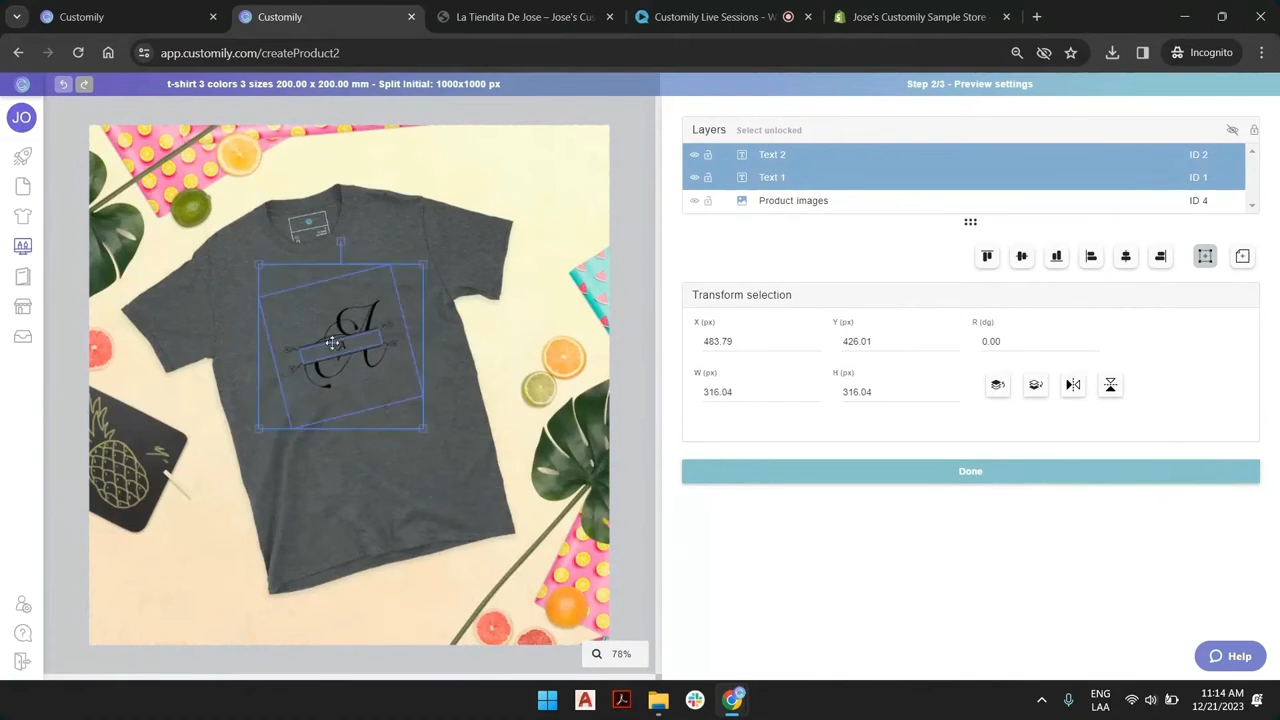 Customily
Customily
La Tiendita De Jose – Jose's Cus
Customily Live Sessions - W
Jose's Customily Sample Store -
app.customily.com/createProduct2
Incognito
t-shirt 3 colors 3 sizes 200.00 x 200.00 mm - Split Initial: 1000x1000 px
Step 2/3 - Preview settings
JO
Layers
Select unlocked
Text 2
ID 2
Text 1
ID 1
Product images
ID 4
Transform selection
X (px)
Y (px)
R (dg)
483.79
426.01
0.00
W (px)
H (px)
316.04
316.04
Done
A
78%
Help
ENG
LAA
11:14 AM
12/21/2023